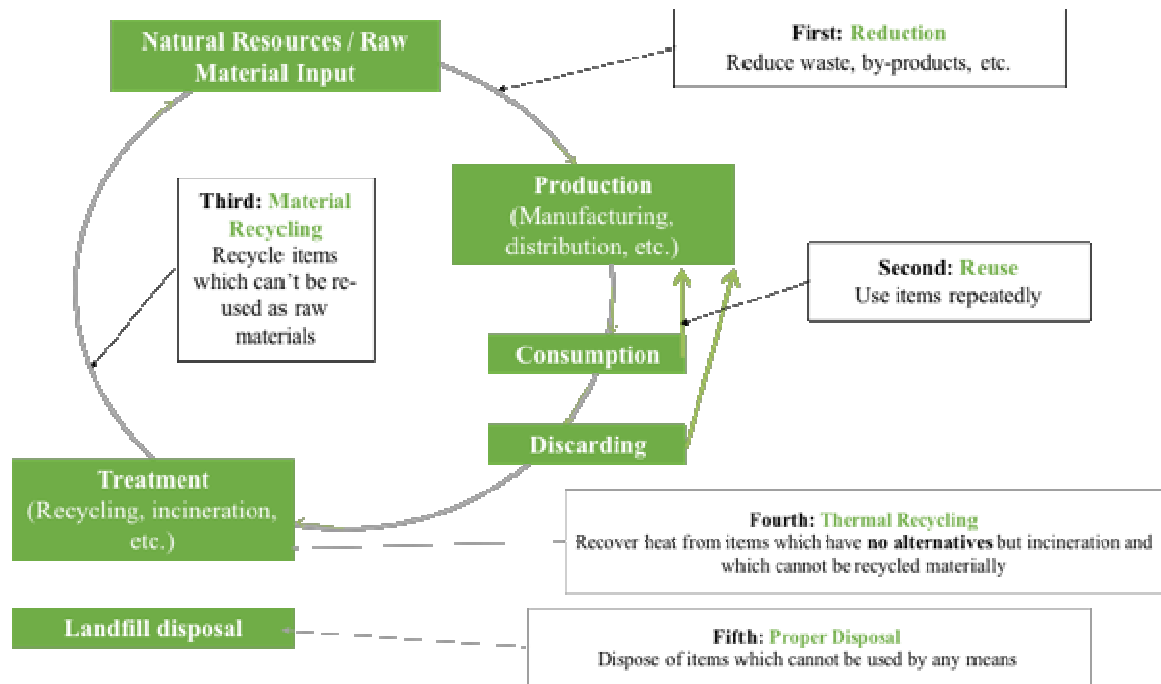 Natural Resources / Raw
Material Input
First: Reduction
Reduce waste, by-products, etc.
Production
(Manufacturing,
distribution, etc.)
Third: Material
Recycling
Recycle items
which can't be re-
used as raw
materials
Second: Reuse
Use items repeatedly
Consumption
Discarding
Treatment
(Recycling, incineration,
etc.)
Fourth: Thermal Recycling
Recover heat from items which have no alternatives but incineration and
which cannot be recycled materially
Landfill disposal
Fifth: Proper Disposal
Dispose of items which cannot be used by any means